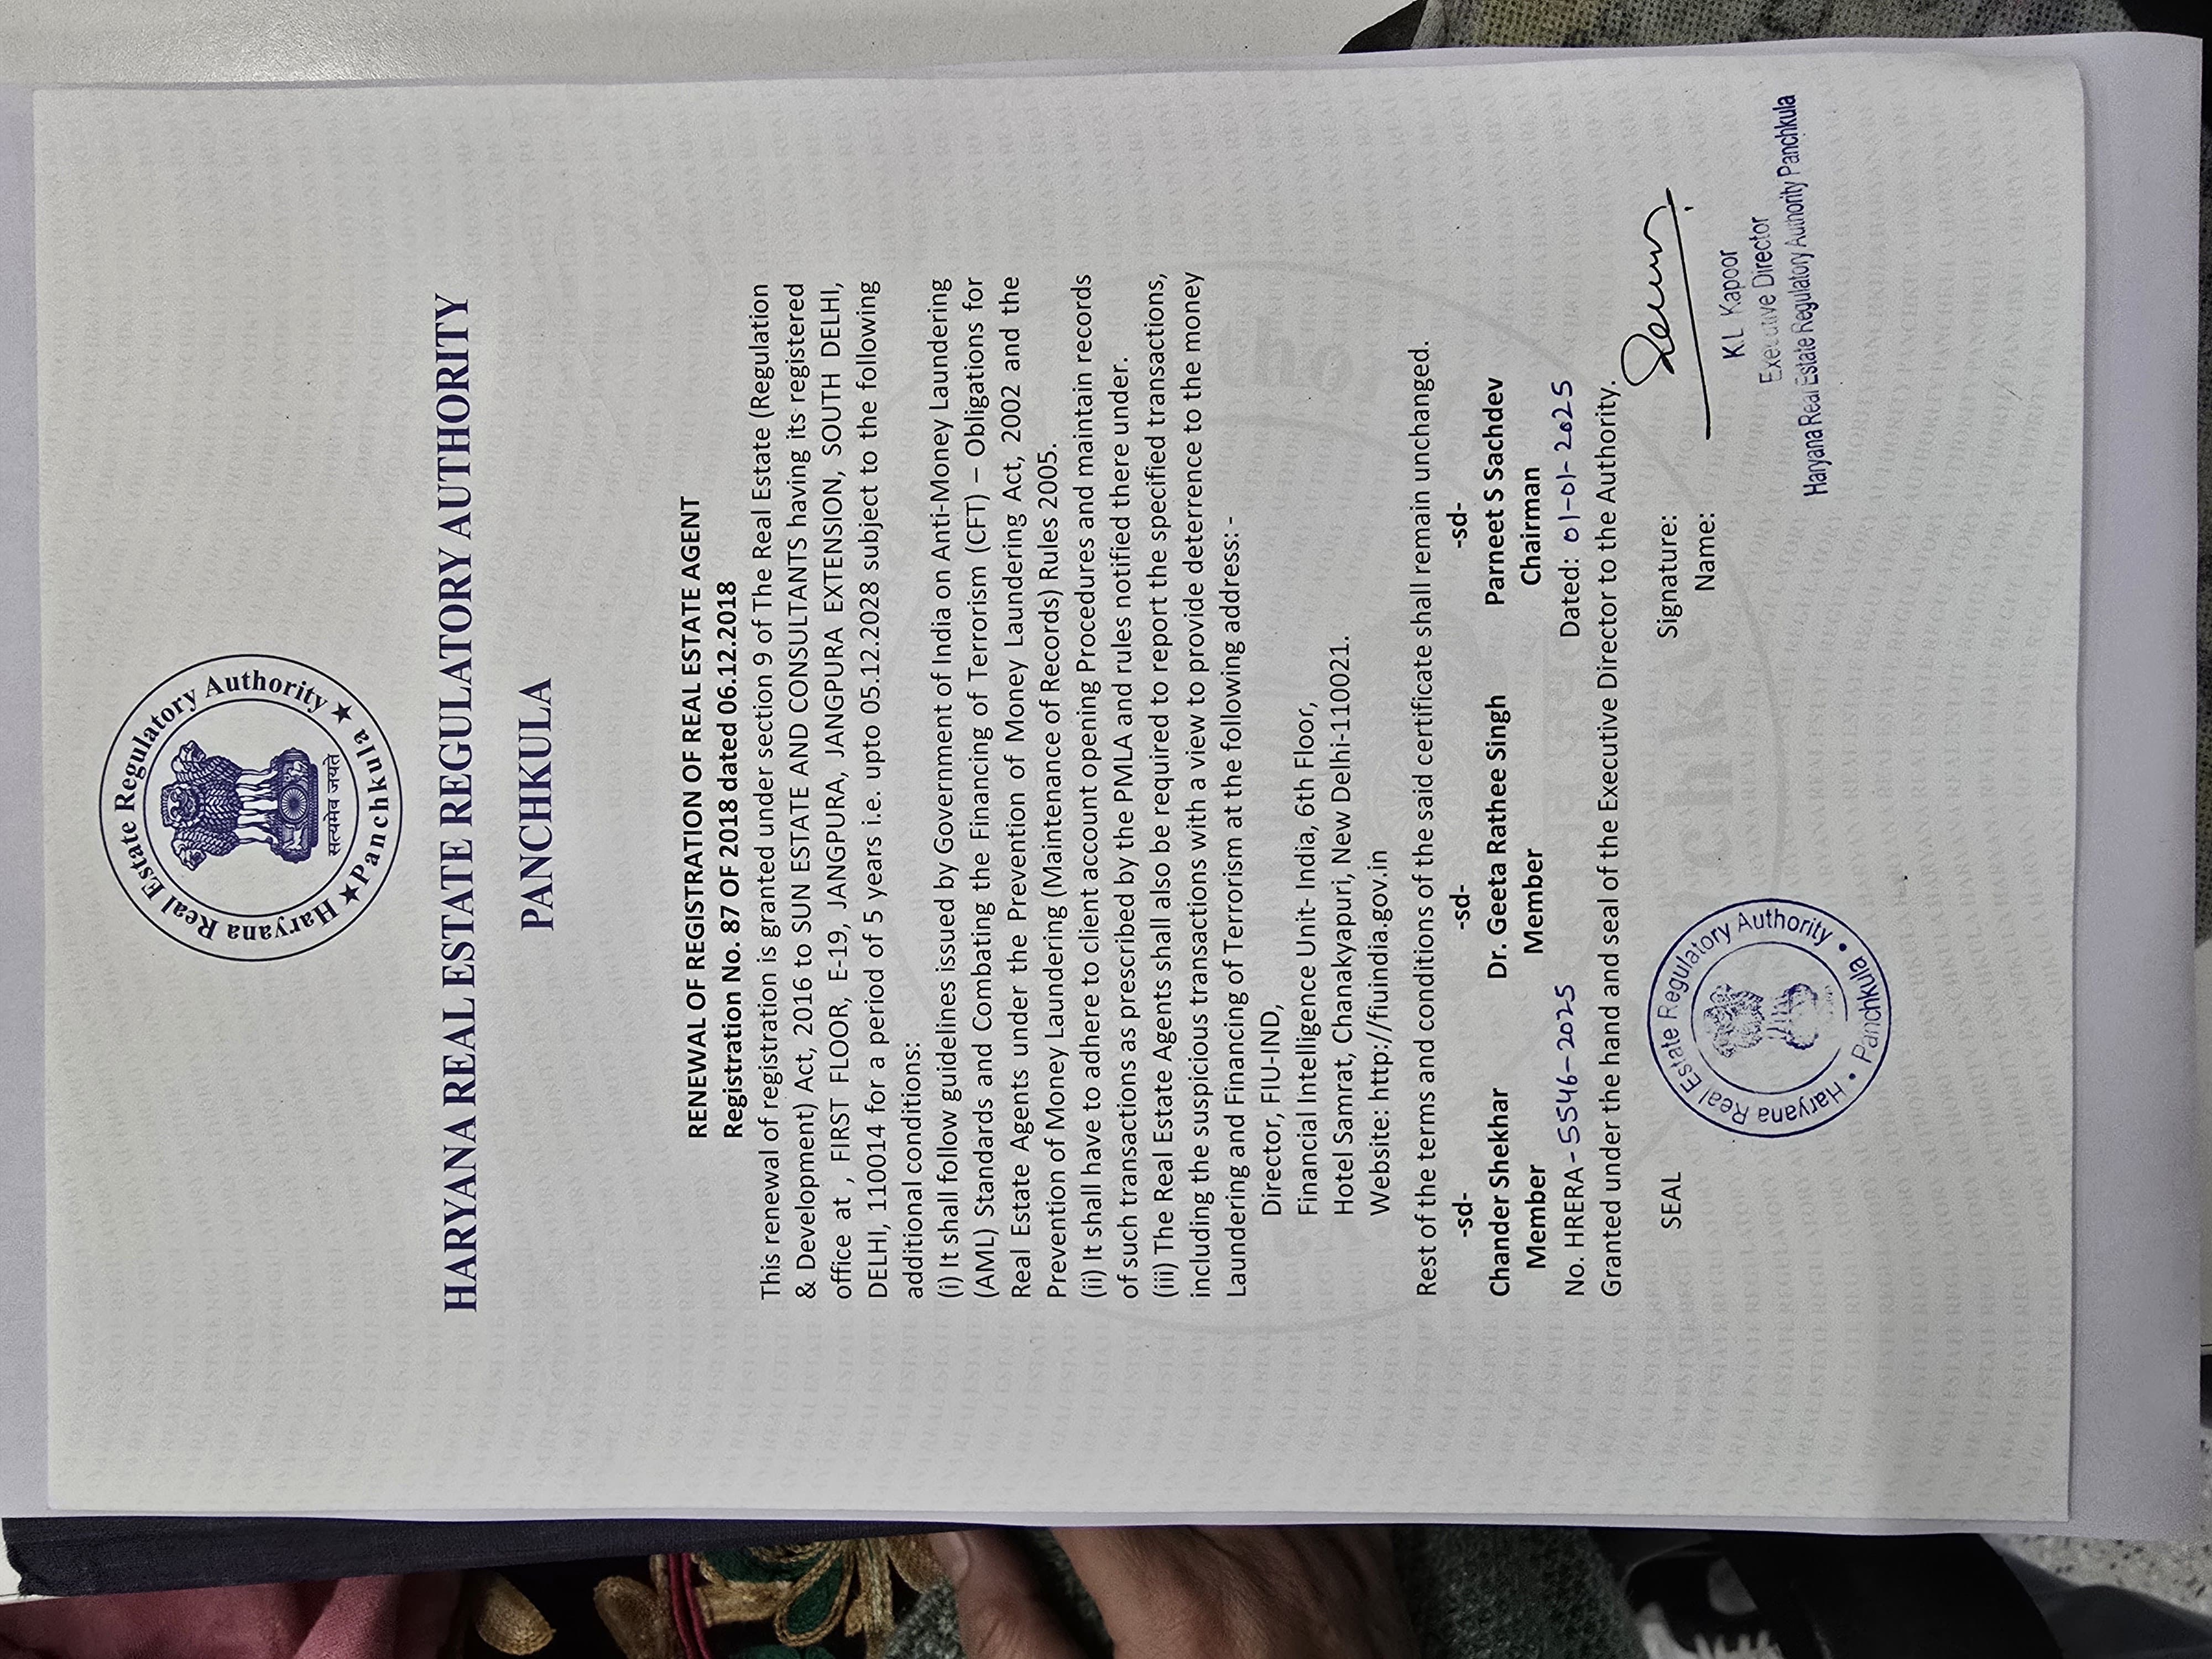 ★ Haryana Real Estate Regulatory Authority ★ Panchkula
सत्यमेव जयते
HARYANA REAL ESTATE REGULATORY AUTHORITY
PANCHKULA
RENEWAL OF REGISTRATION OF REAL ESTATE AGENT
Registration No. 87 OF 2018 dated 06.12.2018
This renewal of registration is granted under section 9 of The Real Estate (Regulation
& Development) Act, 2016 to SUN ESTATE AND CONSULTANTS having its registered
office at , FIRST FLOOR, E-19, JANGPURA, JANGPURA EXTENSION, SOUTH DELHI,
DELHI, 110014 for a period of 5 years i.e. upto 05.12.2028 subject to the following
additional conditions:
(i) It shall follow guidelines issued by Government of India on Anti-Money Laundering
(AML) Standards and Combating the Financing of Terrorism (CFT) – Obligations for
Real Estate Agents under the Prevention of Money Laundering Act, 2002 and the
Prevention of Money Laundering (Maintenance of Records) Rules 2005.
(ii) It shall have to adhere to client account opening Procedures and maintain records
of such transactions as prescribed by the PMLA and rules notified there under.
(iii) The Real Estate Agents shall also be required to report the specified transactions,
including the suspicious transactions with a view to provide deterrence to the money
Laundering and Financing of Terrorism at the following address: -
Director, FIU-IND,
Financial Intelligence Unit- India, 6th Floor,
Hotel Samrat, Chanakyapuri, New Delhi-110021.
Website: http://fiuindia.gov.in
Rest of the terms and conditions of the said certificate shall remain unchanged.
-sd- -sd- -sd-
Chander Shekhar Dr. Geeta Rathee Singh Parneet S Sachdev
Member Member Chairman
No. HRERA - 5546-2025 Dated: 01-01-2025
Granted under the hand and seal of the Executive Director to the Authority.
SEAL Signature:
Name:
K.L. Kapoor
Executive Director
Haryana Real Estate Regulatory Authority Panchkula
• Haryana Real Estate Regulatory Authority • Panchkula